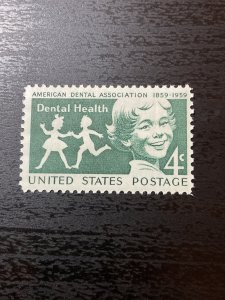 AMERICAN DENTAL ASSOCIATION 1859-1959
Dental Health
4¢
UNITED STATES POSTAGE